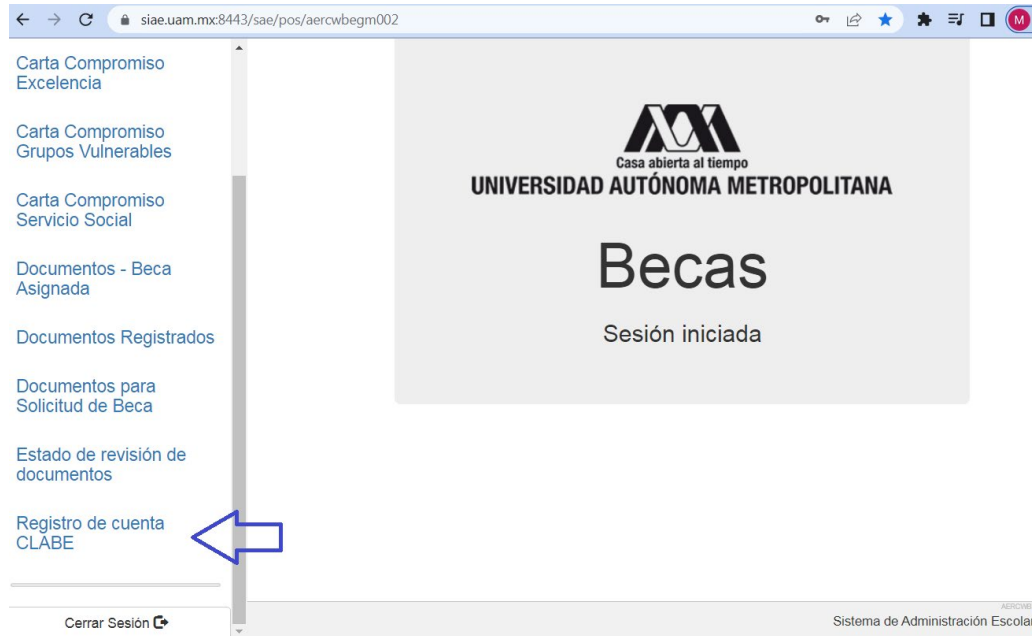 siae.uam.mx:8443/sae/pos/aercwbegm002
M
Carta Compromiso
Excelencia
Carta Compromiso
Grupos Vulnerables
Carta Compromiso
Servicio Social
Documentos - Beca
Asignada
Documentos Registrados
Documentos para
Solicitud de Beca
Estado de revisión de
documentos
Registro de cuenta
CLABE
Cerrar Sesión
Casa abierta al tiempo
UNIVERSIDAD AUTÓNOMA METROPOLITANA
Becas
Sesión iniciada
Sistema de Administración Escolar